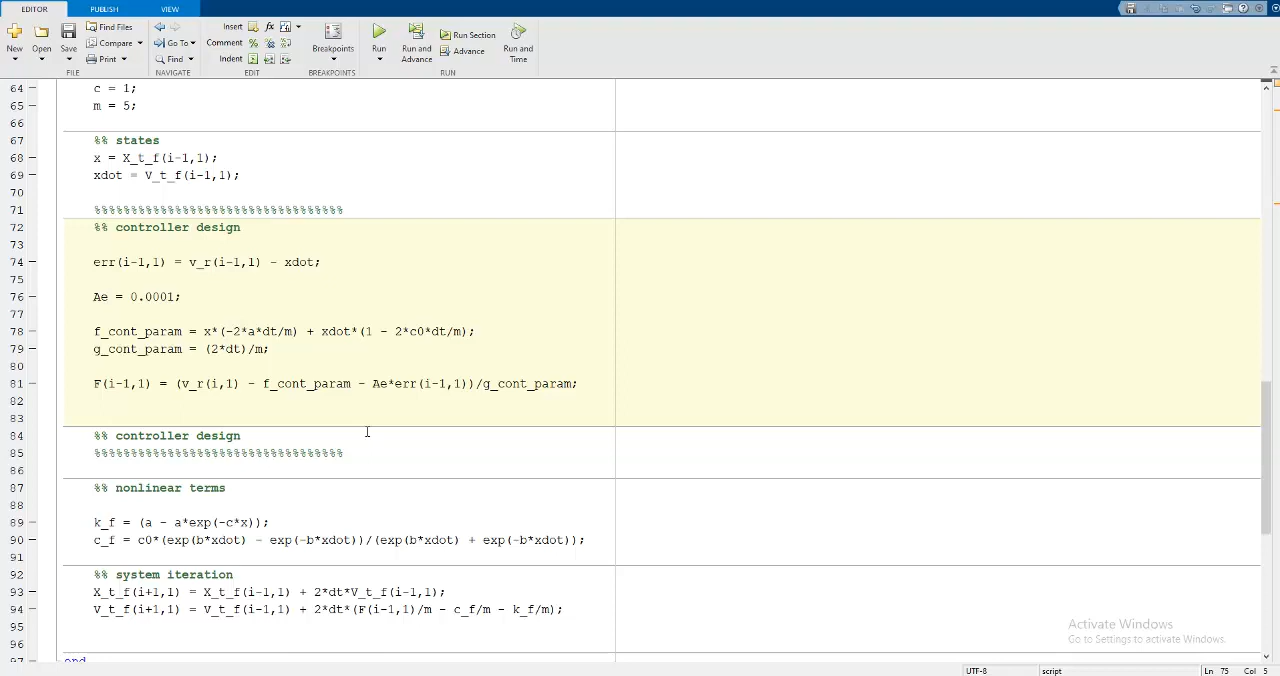 EDITOR PUBLISH VIEW
New Open Save
Find Files
Compare
Print
Go To
Find
Insert fx
Comment %
Indent
Breakpoints
Run
Run and Advance
Run Section
Advance
Run and Time
FILE NAVIGATE EDIT BREAKPOINTS RUN
64 c = 1;
65 m = 5;
66
67 %% states
68 x = X_t_f(i-1,1);
69 xdot = V_t_f(i-1,1);
70
71 %%%%%%%%%%%%%%%%%%%%%%%%%%%%%%%%%%
72 %% controller design
73
74 err(i-1,1) = v_r(i-1,1) - xdot;
75
76 Ae = 0.0001;
77
78 f_cont_param = x*(-2*a*dt/m) + xdot*(1 - 2*c0*dt/m);
79 g_cont_param = (2*dt)/m;
80
81 F(i-1,1) = (v_r(i,1) - f_cont_param - Ae*err(i-1,1))/g_cont_param;
82
83
84 %% controller design
85 %%%%%%%%%%%%%%%%%%%%%%%%%%%%%%%%%%
86
87 %% nonlinear terms
88
89 k_f = (a - a*exp(-c*x));
90 c_f = c0*(exp(b*xdot) - exp(-b*xdot))/(exp(b*xdot) + exp(-b*xdot));
91
92 %% system iteration
93 X_t_f(i+1,1) = X_t_f(i-1,1) + 2*dt*V_t_f(i-1,1);
94 V_t_f(i+1,1) = V_t_f(i-1,1) + 2*dt*(F(i-1,1)/m - c_f/m - k_f/m);
95
96
97 end
Activate Windows
Go to Settings to activate Windows.
UTF-8 script Ln 75 Col 5